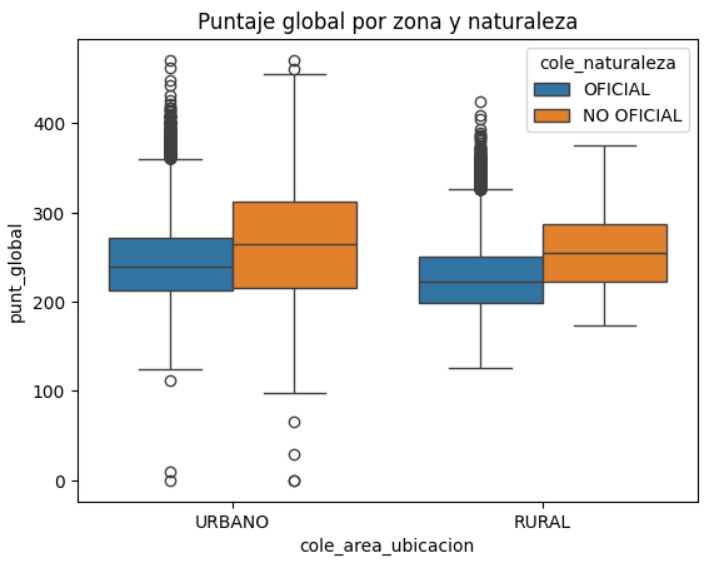 Puntaje global por zona y naturaleza
cole_naturaleza
OFICIAL
NO OFICIAL
punt_global
400
300
200
100
0
URBANO
RURAL
cole_area_ubicacion